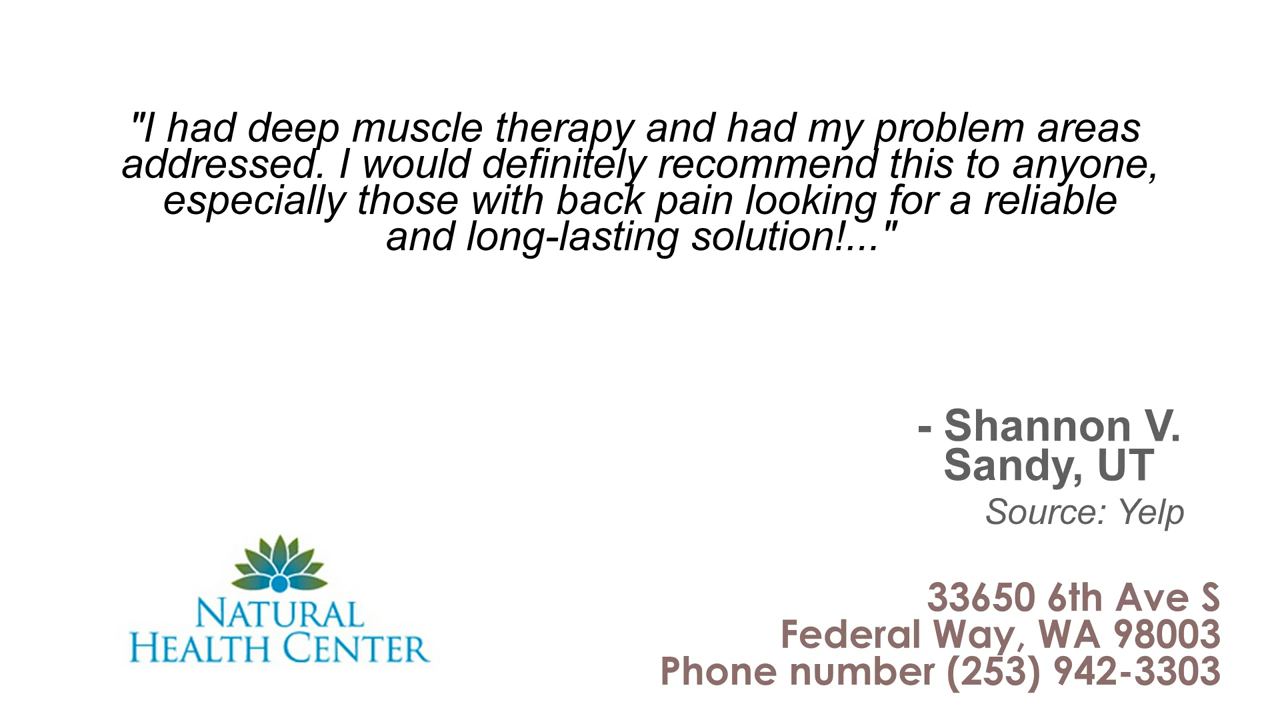 "I had deep muscle therapy and had my problem areas
addressed. I would definitely recommend this to anyone,
especially those with back pain looking for a reliable
and long-lasting solution!..."
- Shannon V.
Sandy, UT
Source: Yelp
NATURAL
HEALTH CENTER
33650 6th Ave S
Federal Way, WA 98003
Phone number (253) 942-3303